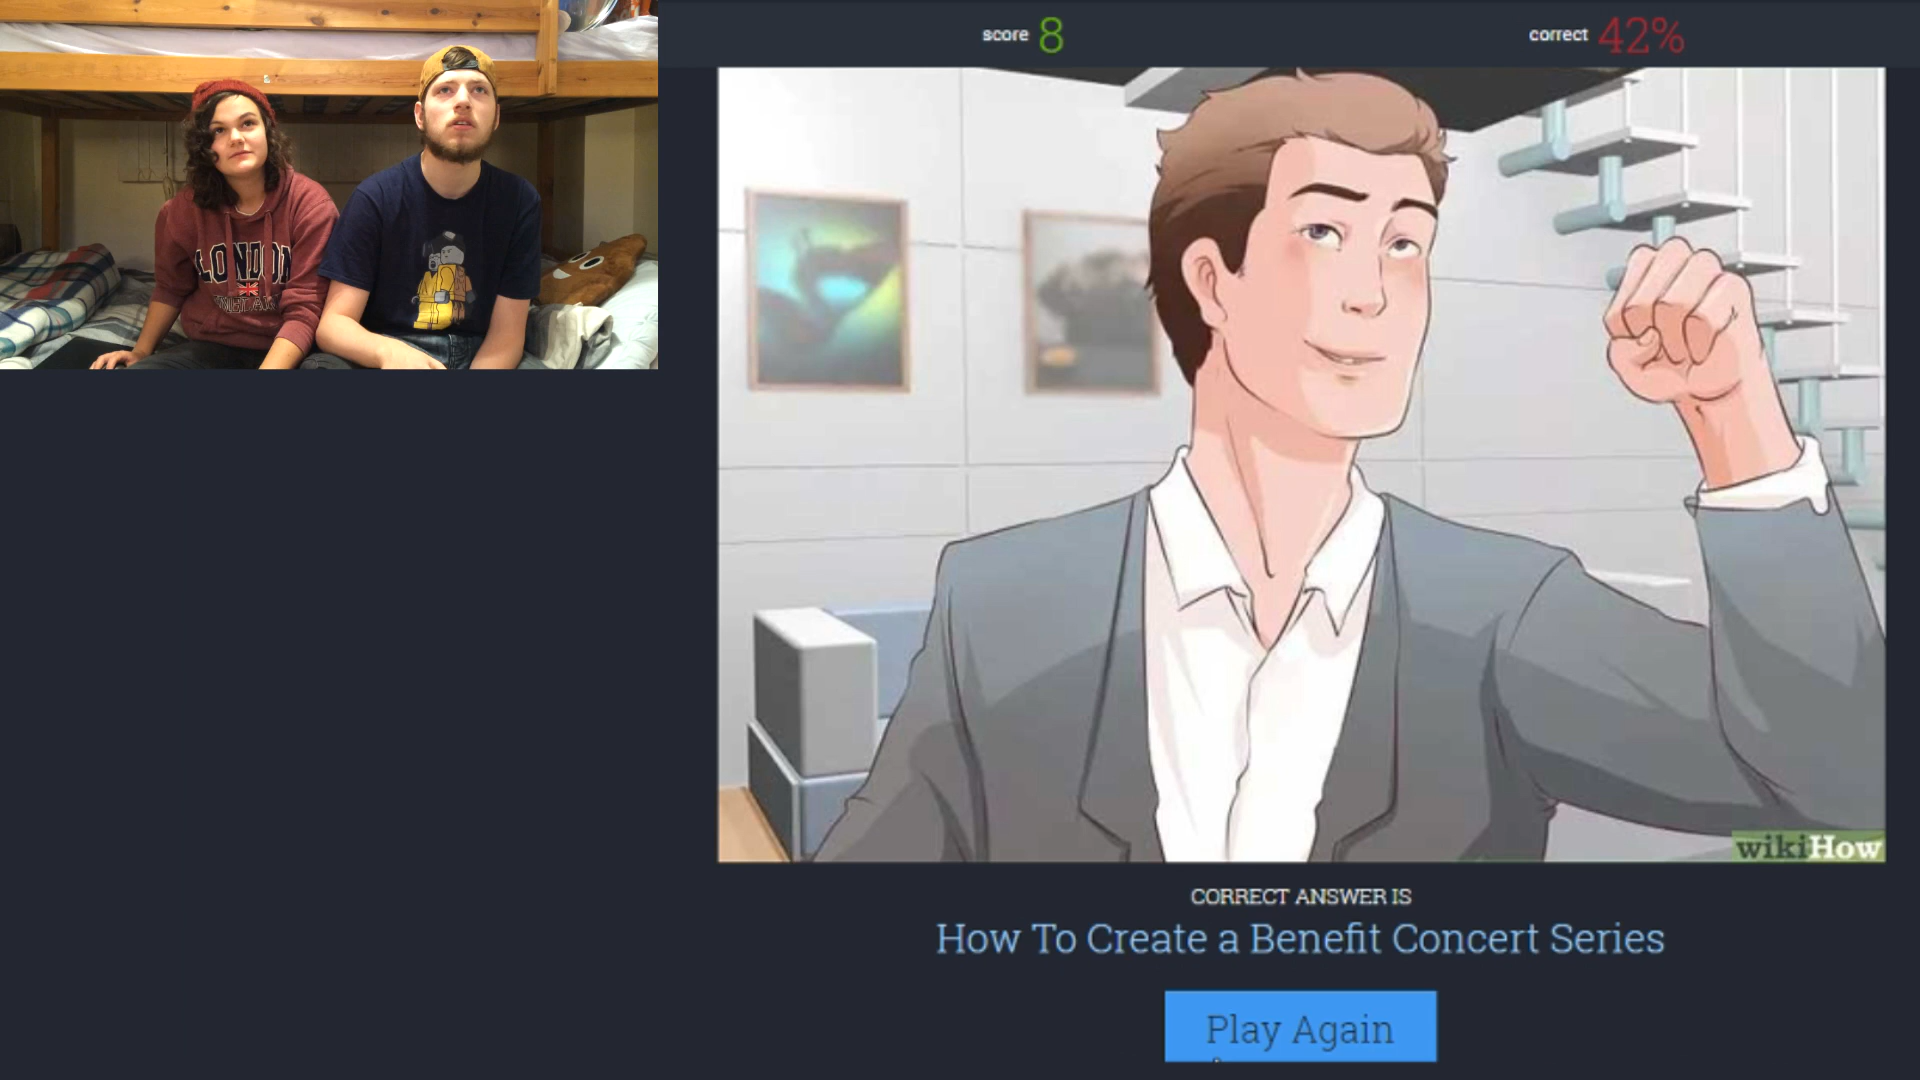 score 8
correct 42%
LONDON
wikiHow
CORRECT ANSWER IS
How To Create a Benefit Concert Series
Play Again